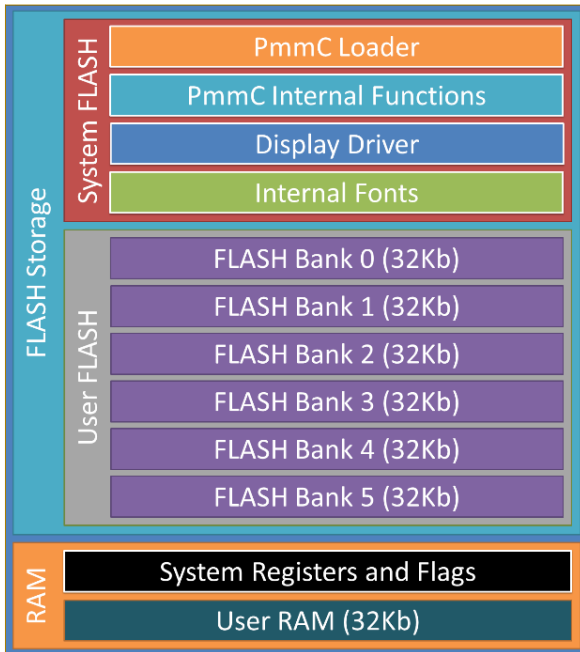 FLASH Storage
System FLASH
PmmC Loader
PmmC Internal Functions
Display Driver
Internal Fonts
User FLASH
FLASH Bank 0 (32Kb)
FLASH Bank 1 (32Kb)
FLASH Bank 2 (32Kb)
FLASH Bank 3 (32Kb)
FLASH Bank 4 (32Kb)
FLASH Bank 5 (32Kb)
RAM
System Registers and Flags
User RAM (32Kb)